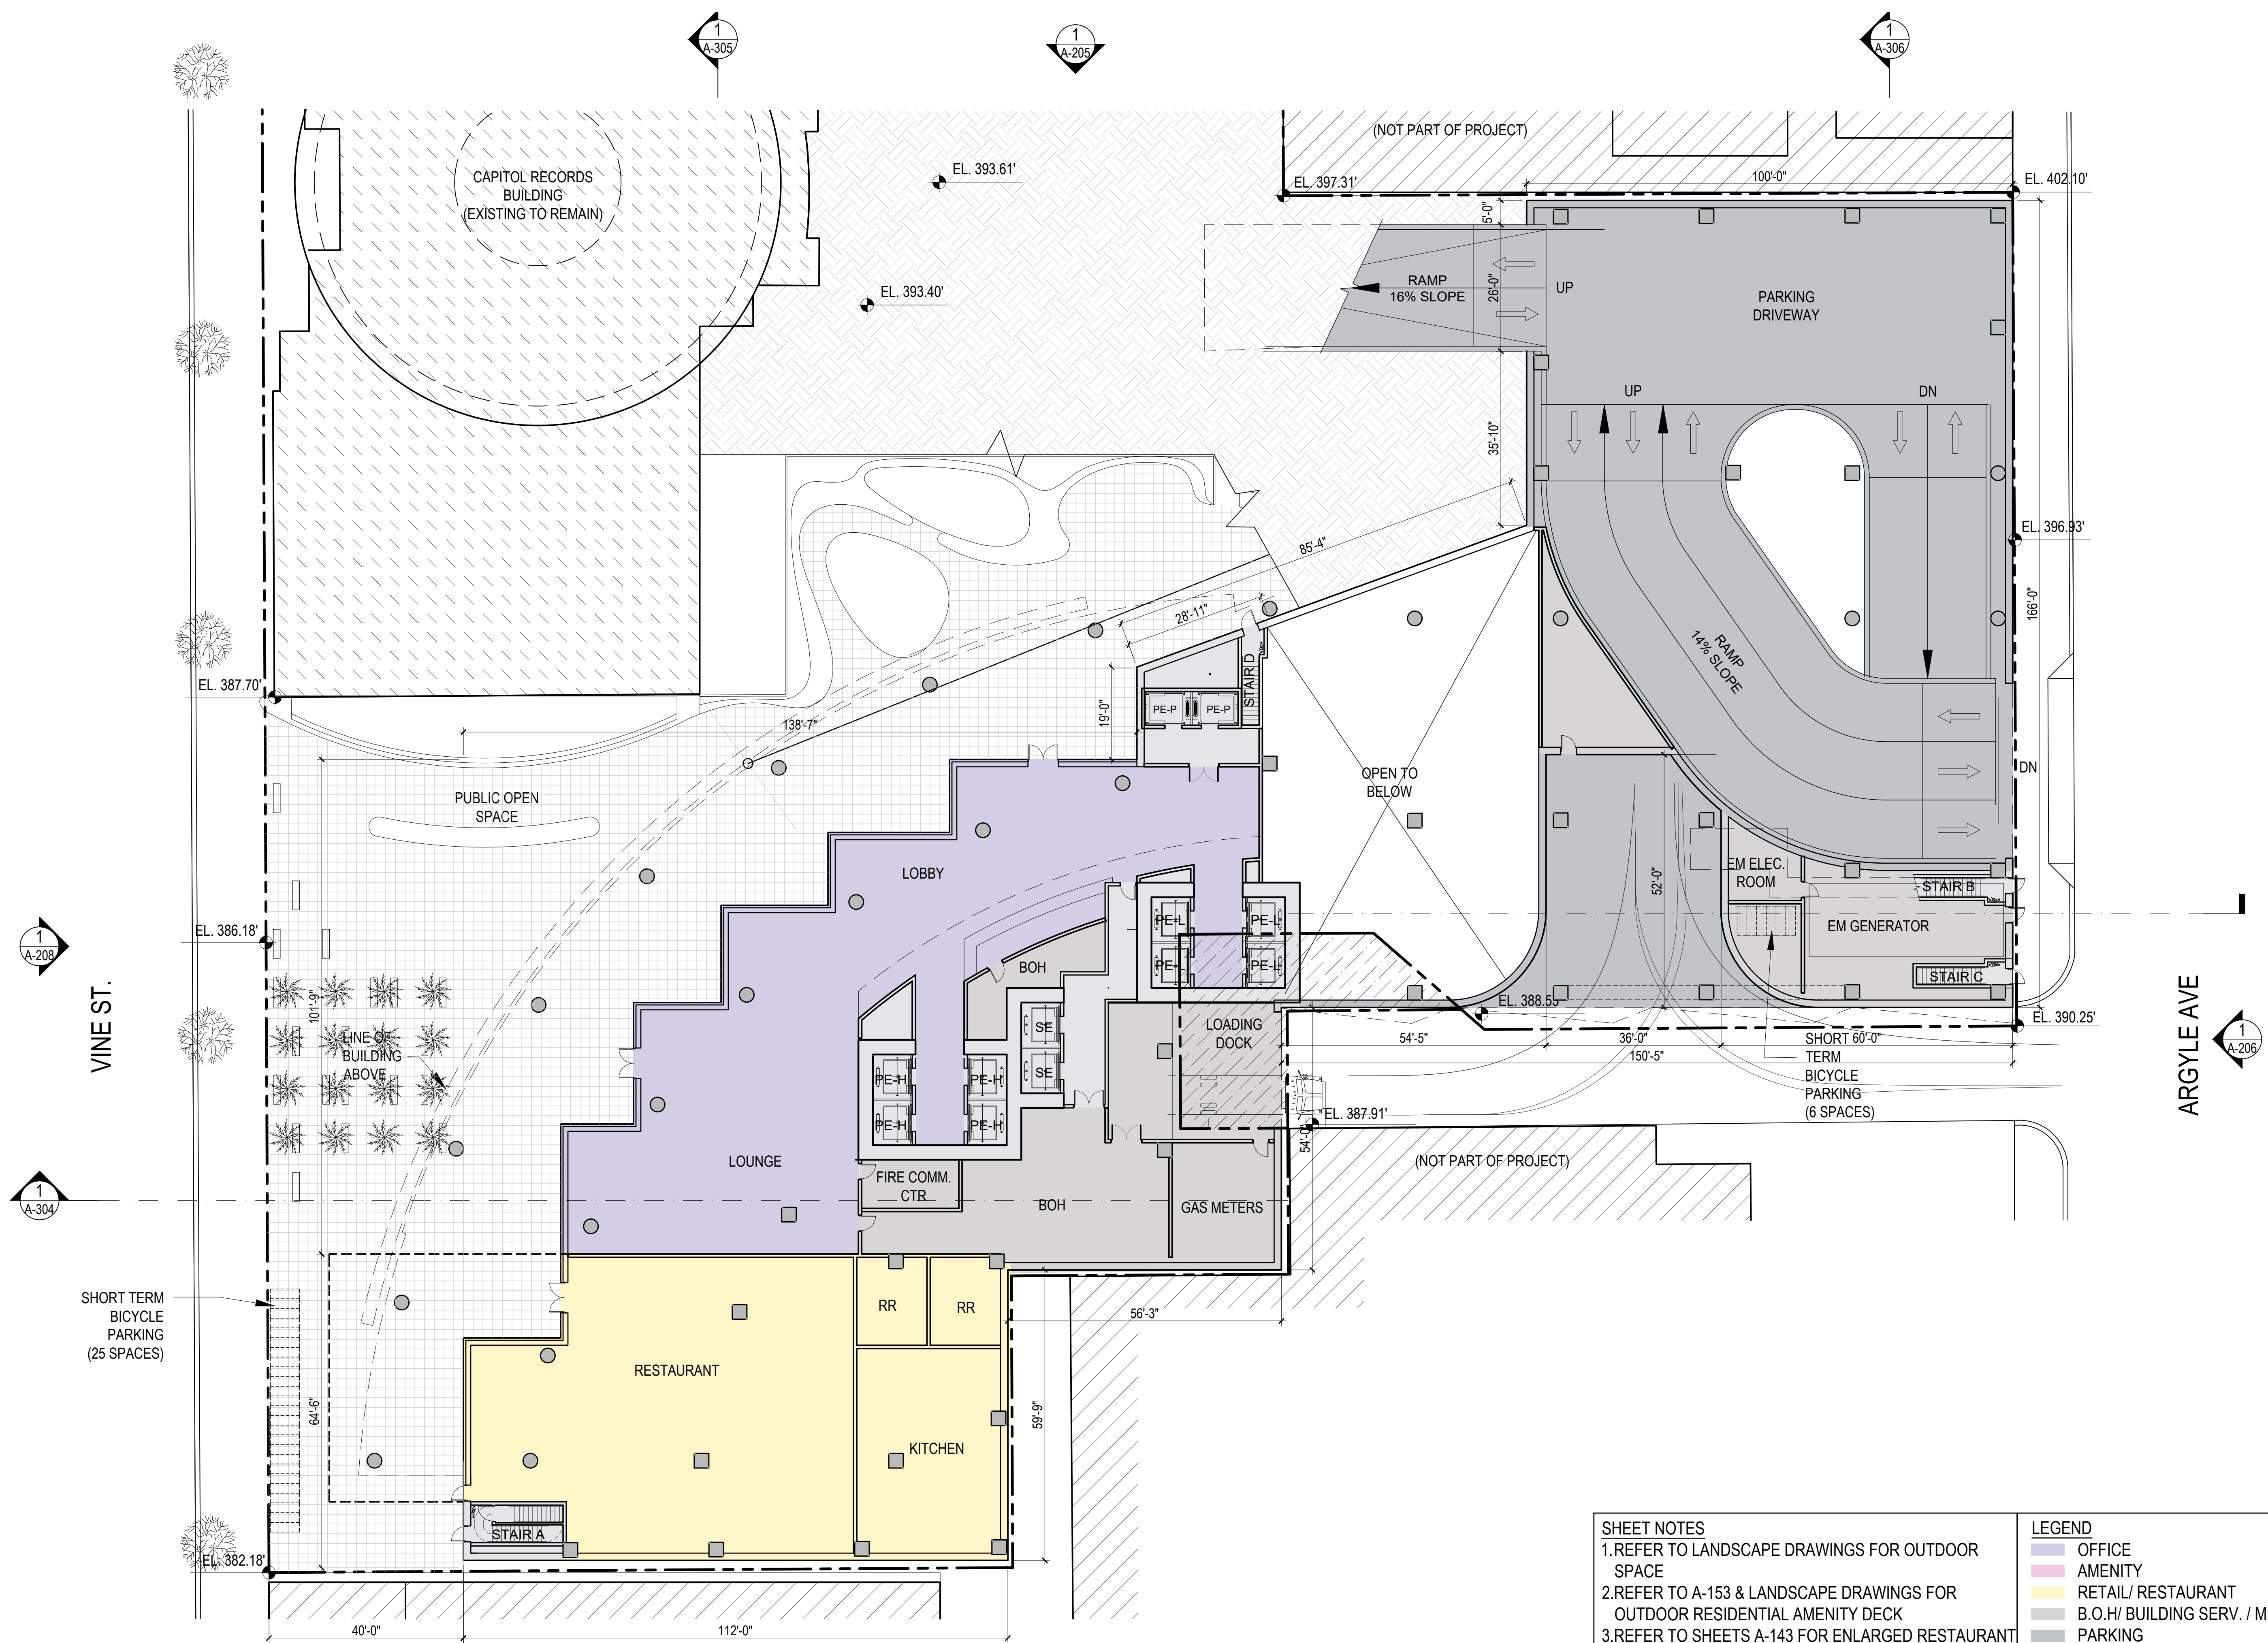 1
A-305
1
A-205
1
A-306
(NOT PART OF PROJECT)
CAPITOL RECORDS
BUILDING
(EXISTING TO REMAIN)
EL. 393.61'
EL. 397.31'
100'-0"
EL. 402.10'
5'-0"
EL. 393.40'
RAMP
16% SLOPE
26'-0"
UP
PARKING
DRIVEWAY
UP
DN
35'-10"
EL. 396.93'
85'-4"
28'-11"
166'-0"
RAMP
14% SLOPE
STAIR D
EL. 387.70'
PE-P
PE-P
19'-0"
138'-7"
OPEN TO
BELOW
DN
PUBLIC OPEN
SPACE
LOBBY
52'-0"
EM ELEC.
ROOM
STAIR B
PE-L
PE-L
EM GENERATOR
EL. 386.18'
1
A-208
BOH
PE-L
PE-L
STAIR C
VINE ST.
101'-9"
EL. 388.55'
EL. 390.25'
ARGYLE AVE
LINE OF
BUILDING
ABOVE
SE
SE
LOADING
DOCK
54'-5"
36'-0"
60'-0"
150'-5"
1
A-206
SHORT
TERM
BICYCLE
PARKING
(6 SPACES)
PE-H
PE-H
PE-H
PE-H
EL. 387.91'
54'-0"
(NOT PART OF PROJECT)
LOUNGE
FIRE COMM.
CTR
1
A-304
BOH
GAS METERS
SHORT TERM
BICYCLE
PARKING
(25 SPACES)
RR
RR
56'-3"
RESTAURANT
64'-6"
59'-9"
KITCHEN
STAIR A
EL. 382.18'
40'-0"
112'-0"
SHEET NOTES
1.REFER TO LANDSCAPE DRAWINGS FOR OUTDOOR
SPACE
2.REFER TO A-153 & LANDSCAPE DRAWINGS FOR
OUTDOOR RESIDENTIAL AMENITY DECK
3.REFER TO SHEETS A-143 FOR ENLARGED RESTAURANT
LEGEND
OFFICE
AMENITY
RETAIL/ RESTAURANT
B.O.H/ BUILDING SERV. / M
PARKING